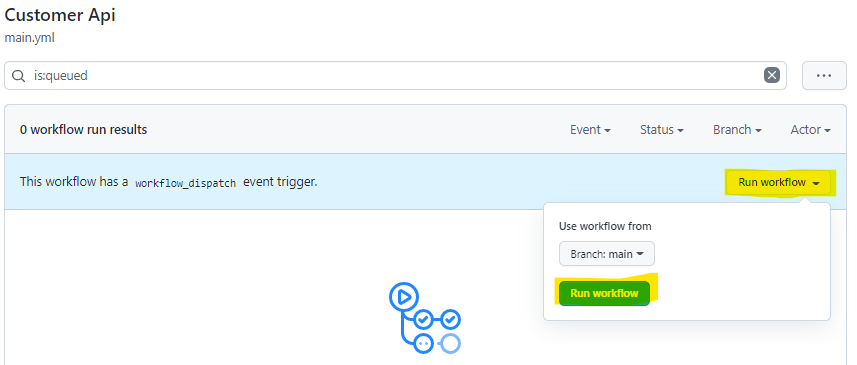 Customer Api
main.yml
is:queued
0 workflow run results Event Status Branch Actor
This workflow has a workflow_dispatch event trigger. Run workflow
Use workflow from
Branch: main
Run workflow